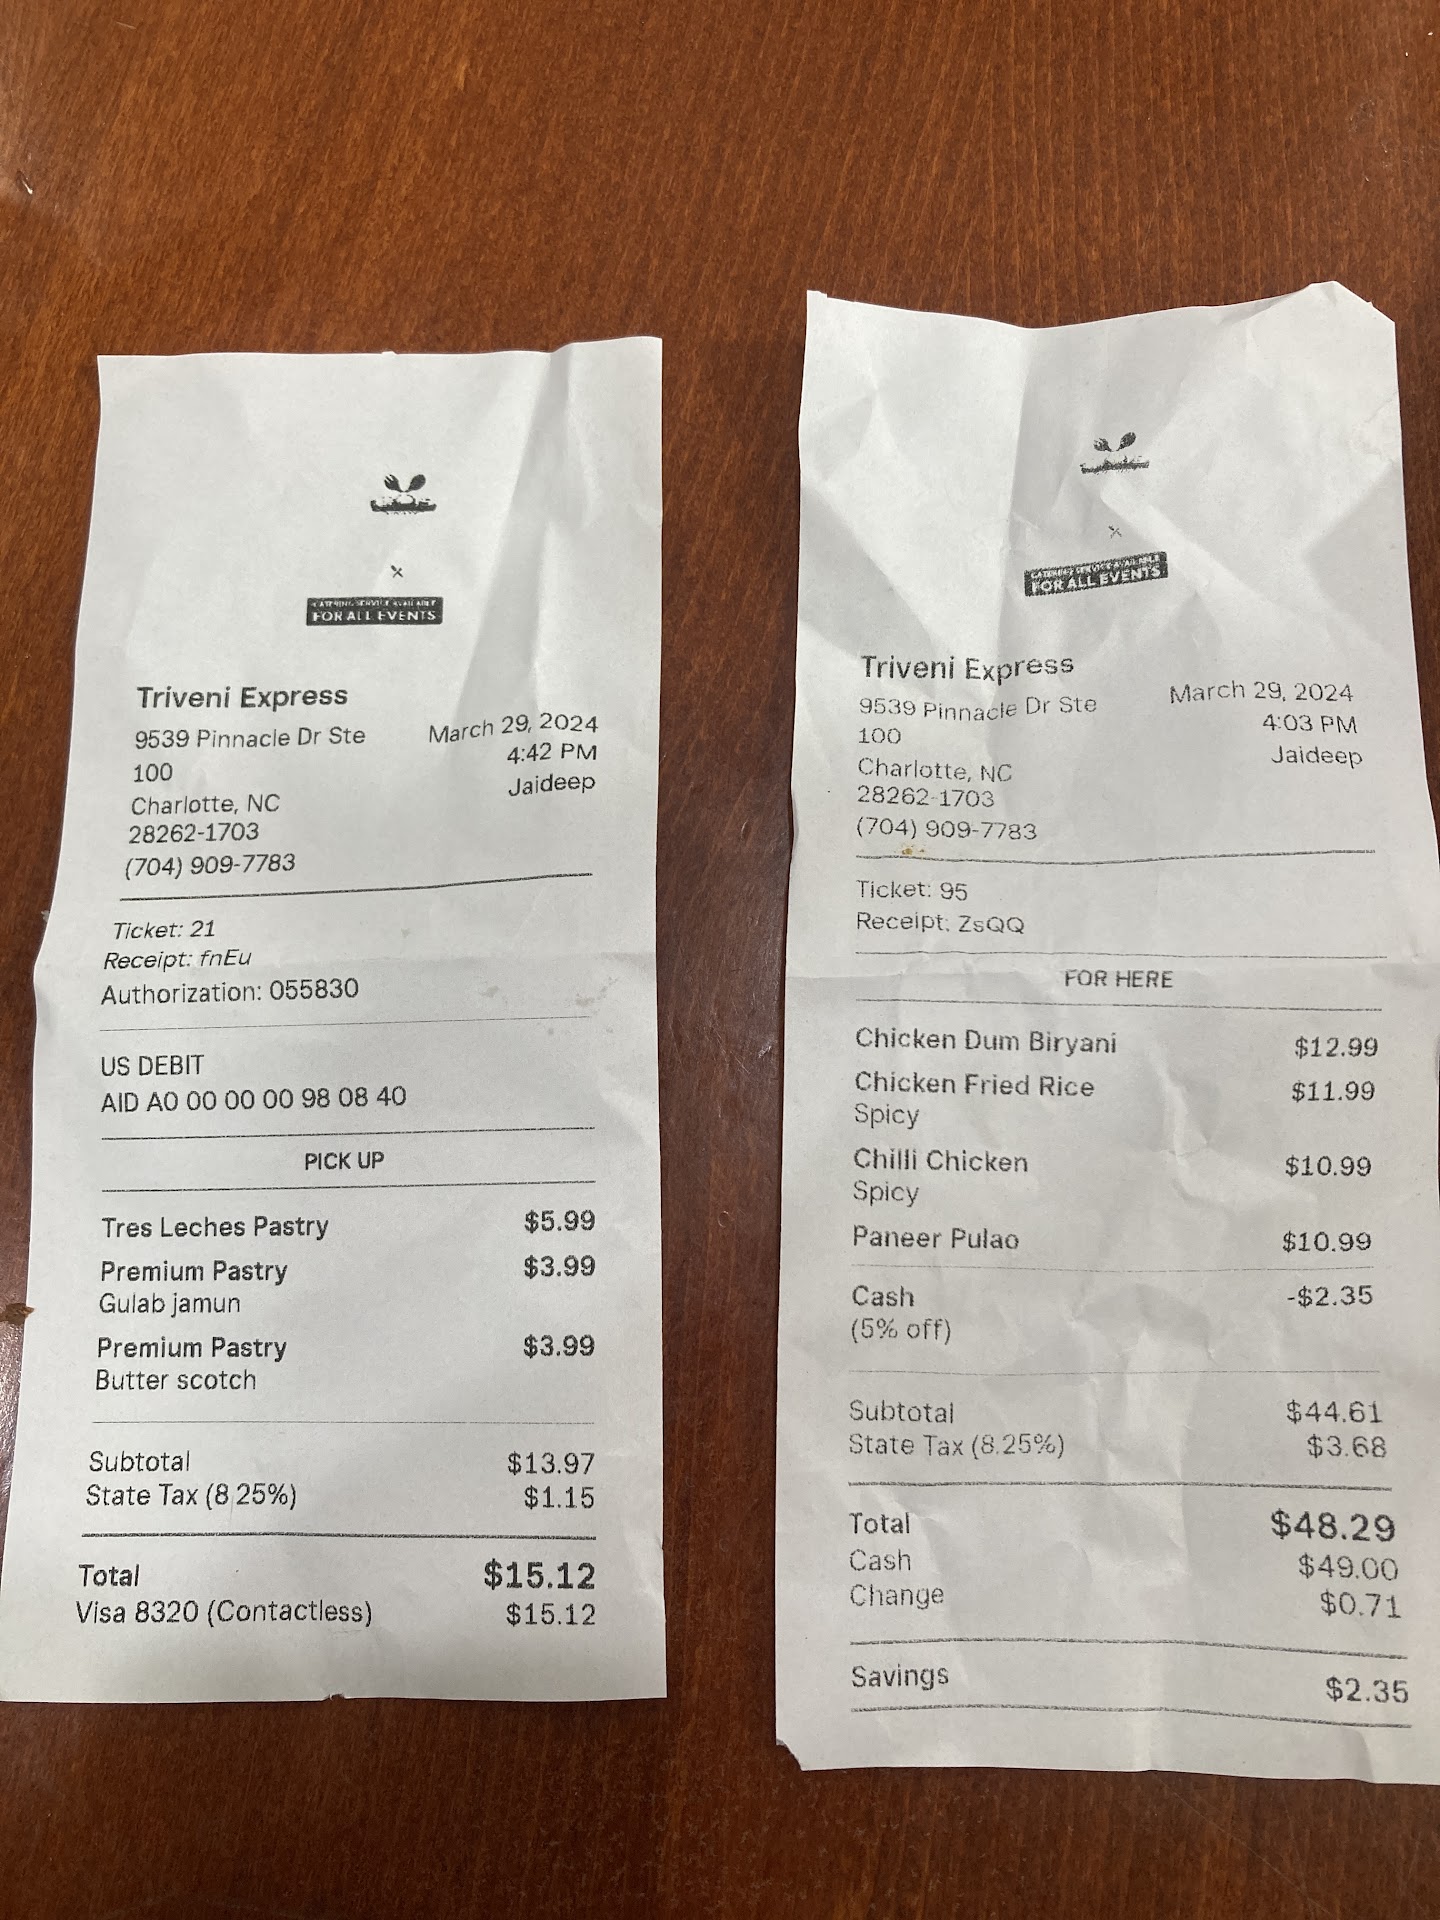 CATERING SERVICE AVAILABLE
FOR ALL EVENTS
Triveni Express
9539 Pinnacle Dr Ste
100
Charlotte, NC
28262-1703
(704) 909-7783
March 29, 2024
4:42 PM
Jaideep
Ticket: 21
Receipt: fnEu
Authorization: 055830
US DEBIT
AID A0 00 00 00 98 08 40
PICK UP
Tres Leches Pastry $5.99
Premium Pastry $3.99
Gulab jamun
Premium Pastry $3.99
Butter scotch
Subtotal $13.97
State Tax (8.25%) $1.15
Total $15.12
Visa 8320 (Contactless) $15.12
CATERING SERVICE AVAILABLE
FOR ALL EVENTS
Triveni Express
9539 Pinnacle Dr Ste
100
Charlotte, NC
28262-1703
(704) 909-7783
March 29, 2024
4:03 PM
Jaideep
Ticket: 95
Receipt: ZsQQ
FOR HERE
Chicken Dum Biryani $12.99
Chicken Fried Rice $11.99
Spicy
Chilli Chicken $10.99
Spicy
Paneer Pulao $10.99
Cash -$2.35
(5% off)
Subtotal $44.61
State Tax (8.25%) $3.68
Total $48.29
Cash $49.00
Change $0.71
Savings $2.35